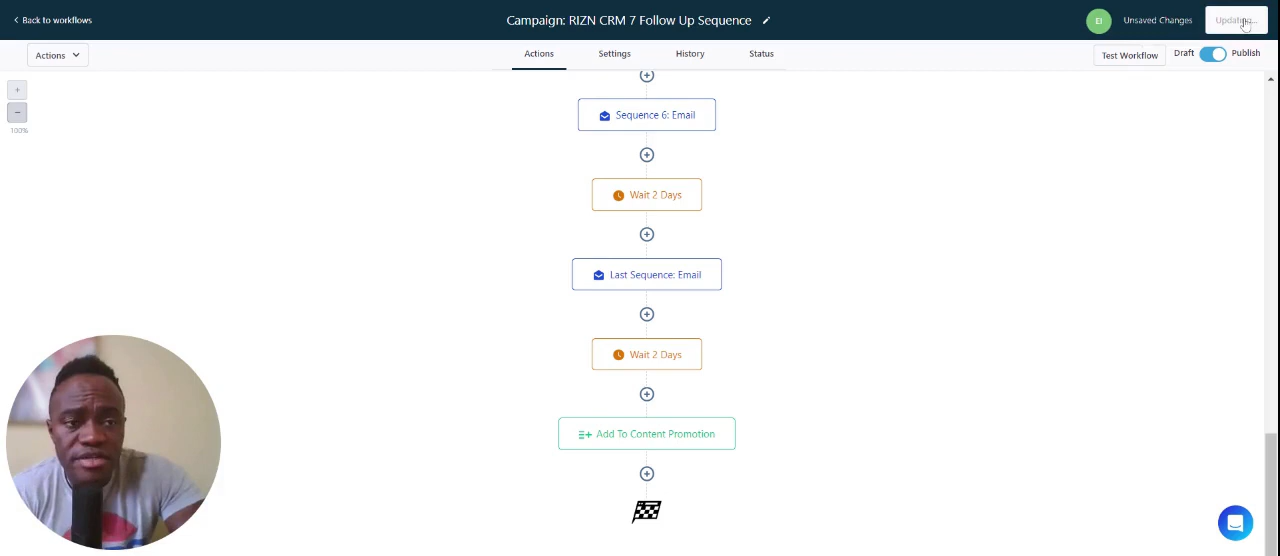 Back to workflows
Campaign: RIZN CRM 7 Follow Up Sequence
EI
Unsaved Changes
Updating...
Actions
Actions
Settings
History
Status
Test Workflow
Draft
Publish
+
−
100%
Sequence 6: Email
Wait 2 Days
Last Sequence: Email
Wait 2 Days
Add To Content Promotion